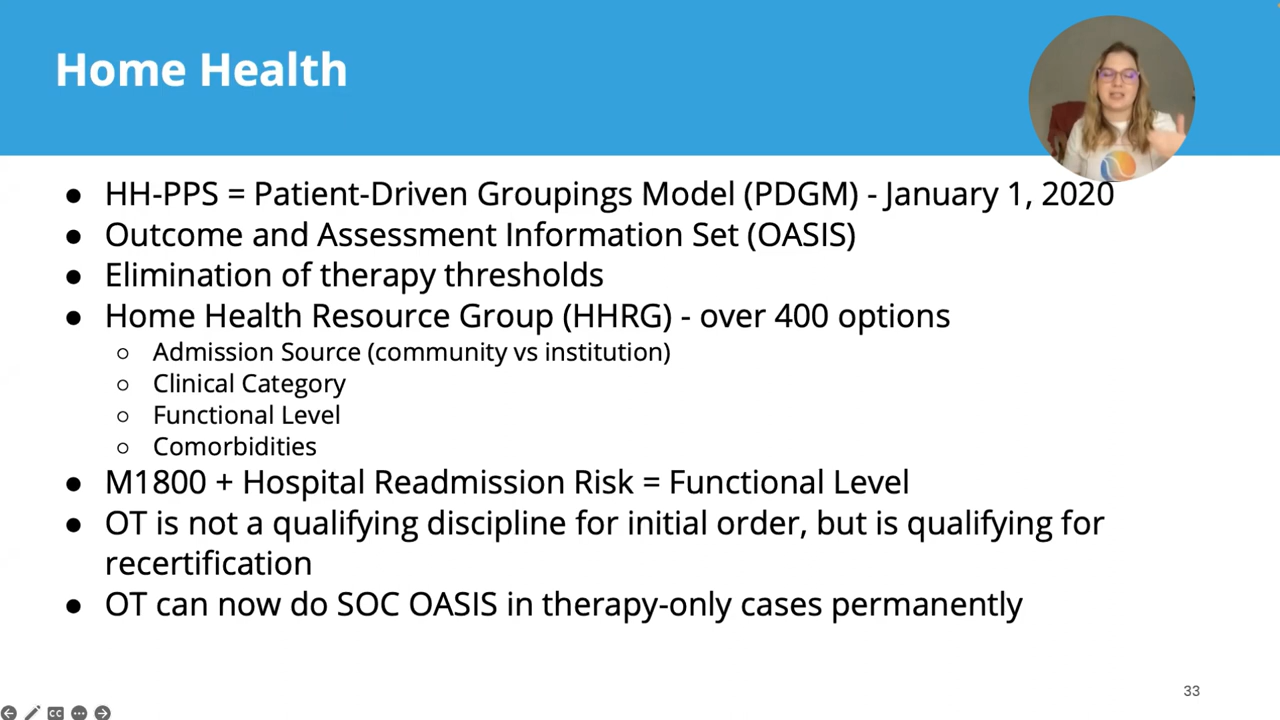 Home Health
● HH-PPS = Patient-Driven Groupings Model (PDGM) - January 1, 2020
● Outcome and Assessment Information Set (OASIS)
● Elimination of therapy thresholds
● Home Health Resource Group (HHRG) - over 400 options
○ Admission Source (community vs institution)
○ Clinical Category
○ Functional Level
○ Comorbidities
● M1800 + Hospital Readmission Risk = Functional Level
● OT is not a qualifying discipline for initial order, but is qualifying for
recertification
● OT can now do SOC OASIS in therapy-only cases permanently
33
CC